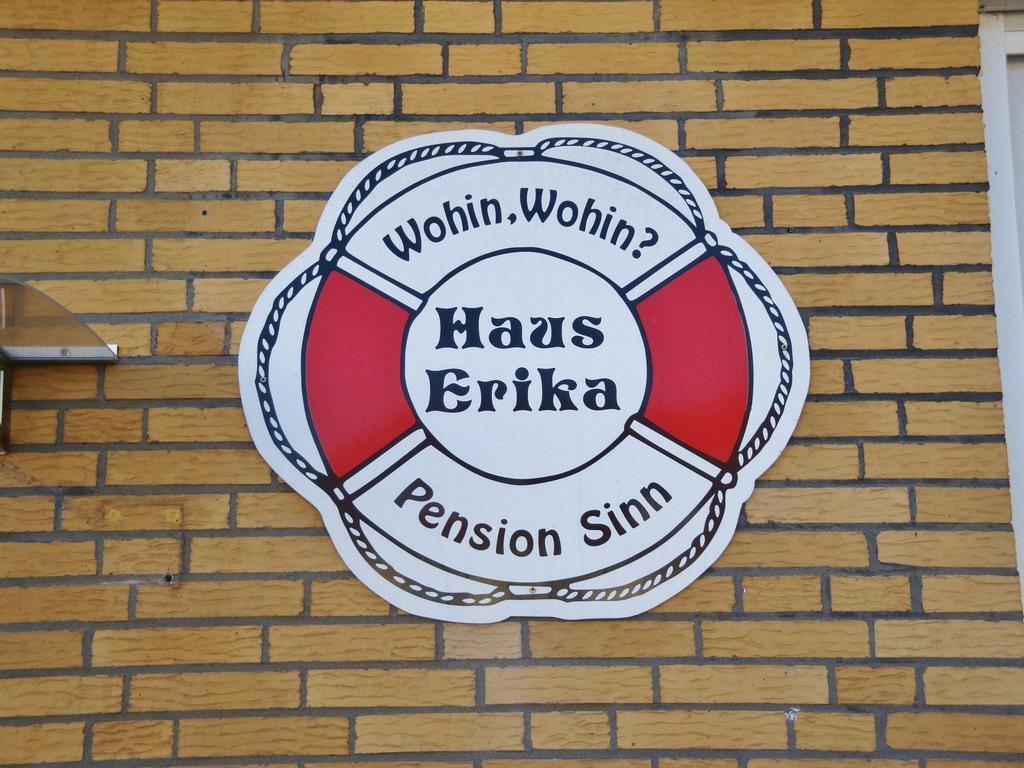 Wohin, Wohin?
Haus
Erika
Pension Sinn